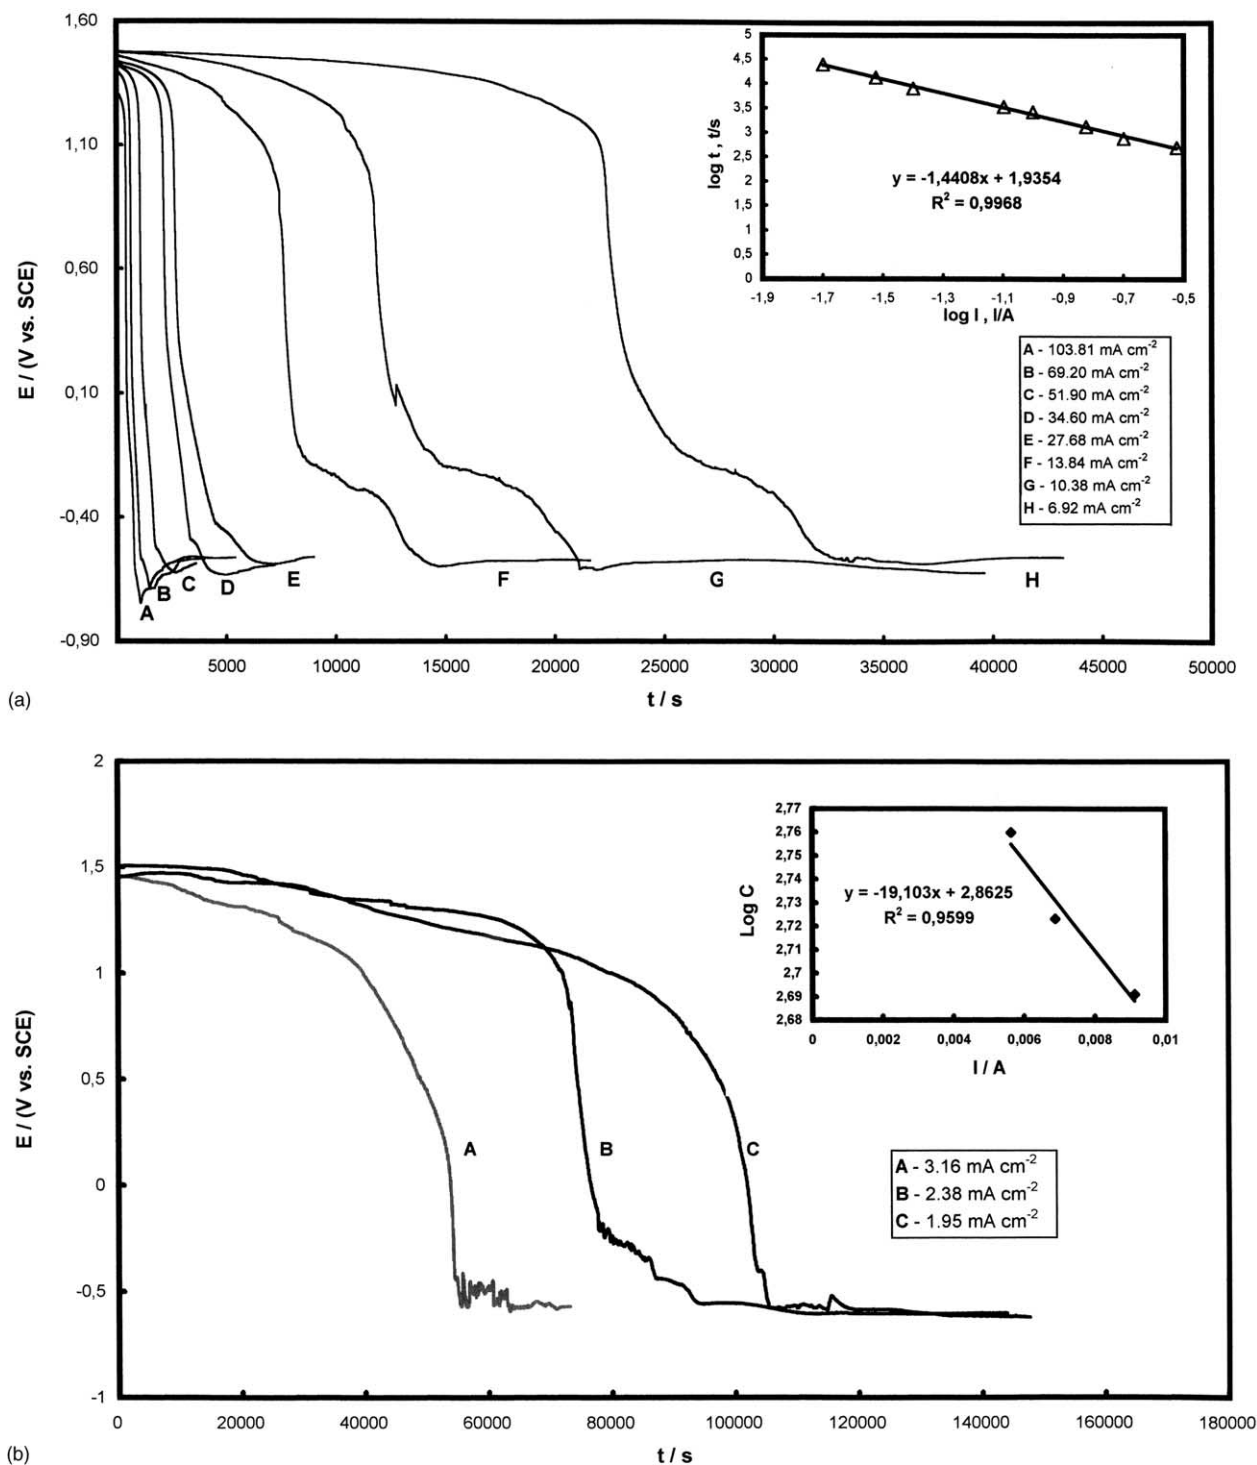 1,60
1,10
0,60
0,10
-0,40
-0,90
E / (V vs. SCE)
5000 10000 15000 20000 25000 30000 35000 40000 45000 50000
t / s
A B C D E F G H
5
4,5
4
3,5
3
2,5
2
1,5
1
0,5
0
log t , t/s
y = -1,4408x + 1,9354
R² = 0,9968
-1,9 -1,7 -1,5 -1,3 -1,1 -0,9 -0,7 -0,5
log I , I/A
A - 103.81 mA cm⁻²
B - 69.20 mA cm⁻²
C - 51.90 mA cm⁻²
D - 34.60 mA cm⁻²
E - 27.68 mA cm⁻²
F - 13.84 mA cm⁻²
G - 10.38 mA cm⁻²
H - 6.92 mA cm⁻²
(a)
2
1,5
1
0,5
0
-0,5
-1
E / (V vs. SCE)
0 20000 40000 60000 80000 100000 120000 140000 160000 180000
t / s
A B C
2,77
2,76
2,75
2,74
2,73
2,72
2,71
2,7
2,69
2,68
Log C
y = -19,103x + 2,8625
R² = 0,9599
0 0,002 0,004 0,006 0,008 0,01
I / A
A - 3.16 mA cm⁻²
B - 2.38 mA cm⁻²
C - 1.95 mA cm⁻²
(b)